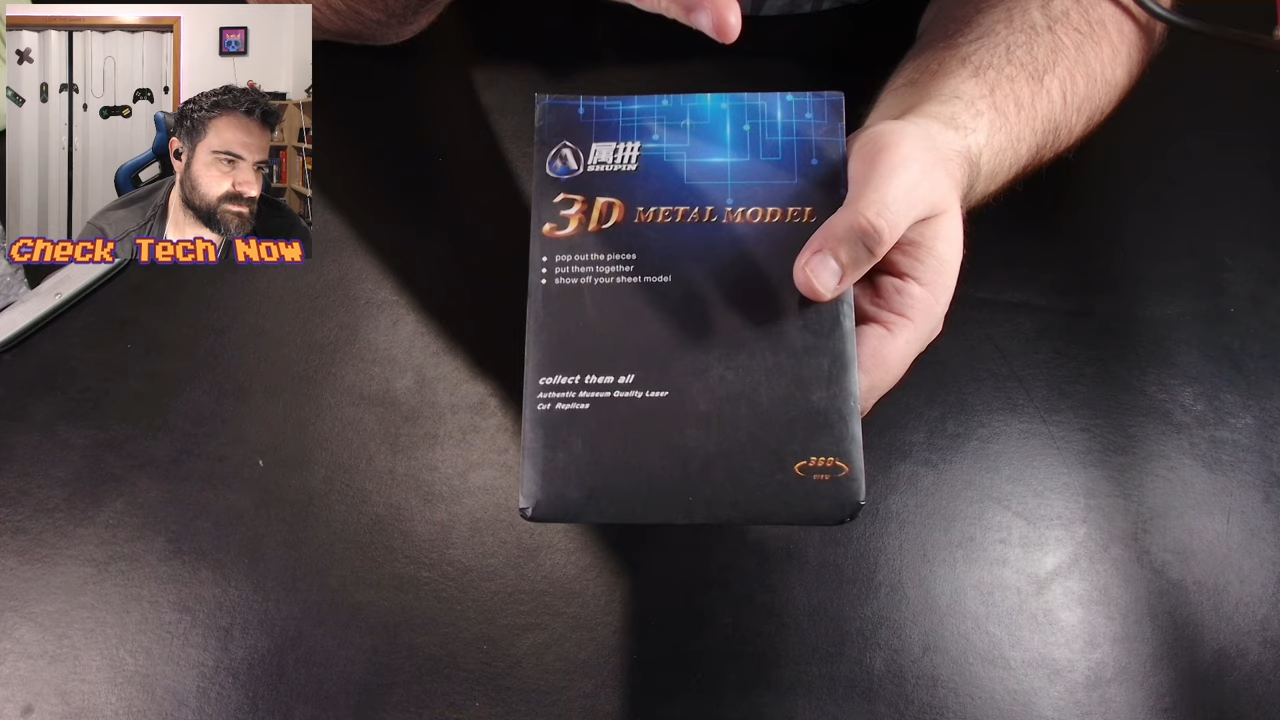 Check Tech Now
属拼
SHUPIN
3D METAL MODEL
pop out the pieces
put them together
show off your sheet model
collect them all
Authentic Museum Quality Laser
Cut Replicas
360°
VIEW